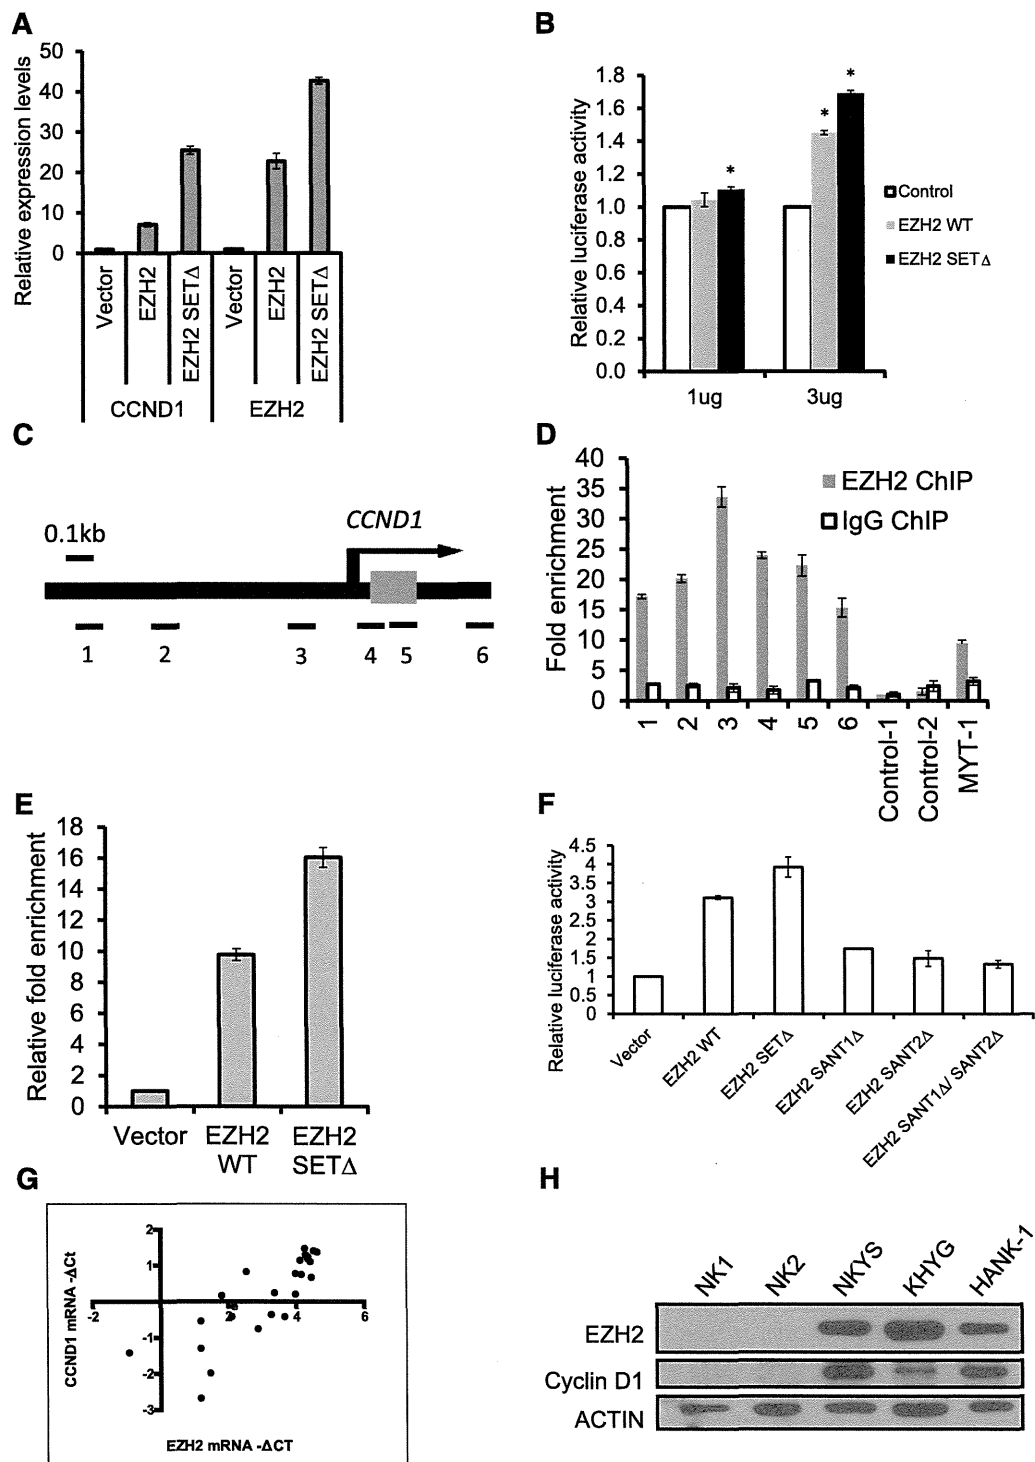 A
Relative expression levels
50
40
30
20
10
0
Vector
EZH2
EZH2 SETΔ
Vector
EZH2
EZH2 SETΔ
CCND1
EZH2
B
Relative luciferase activity
1.8
1.6
1.4
1.2
1.0
0.8
0.6
0.4
0.2
0.0
*
*
*
1ug
3ug
Control
EZH2 WT
EZH2 SETΔ
C
0.1kb
CCND1
1
2
3
4
5
6
D
Fold enrichment
40
35
30
25
20
15
10
5
0
EZH2 ChIP
IgG ChIP
1
2
3
4
5
6
Control-1
Control-2
MYT-1
E
Relative fold enrichment
18
16
14
12
10
8
6
4
2
0
Vector
EZH2 WT
EZH2 SETΔ
F
Relative luciferase activity
4.5
4
3.5
3
2.5
2
1.5
1
0.5
0
Vector
EZH2 WT
EZH2 SETΔ
EZH2 SANT1Δ
EZH2 SANT2Δ
EZH2 SANT1Δ/ SANT2Δ
G
CCND1 mRNA -ΔCt
2
1
-1
-2
-3
-2
2
4
6
EZH2 mRNA -ΔCT
H
NK1
NK2
NKYS
KHYG
HANK-1
EZH2
Cyclin D1
ACTIN